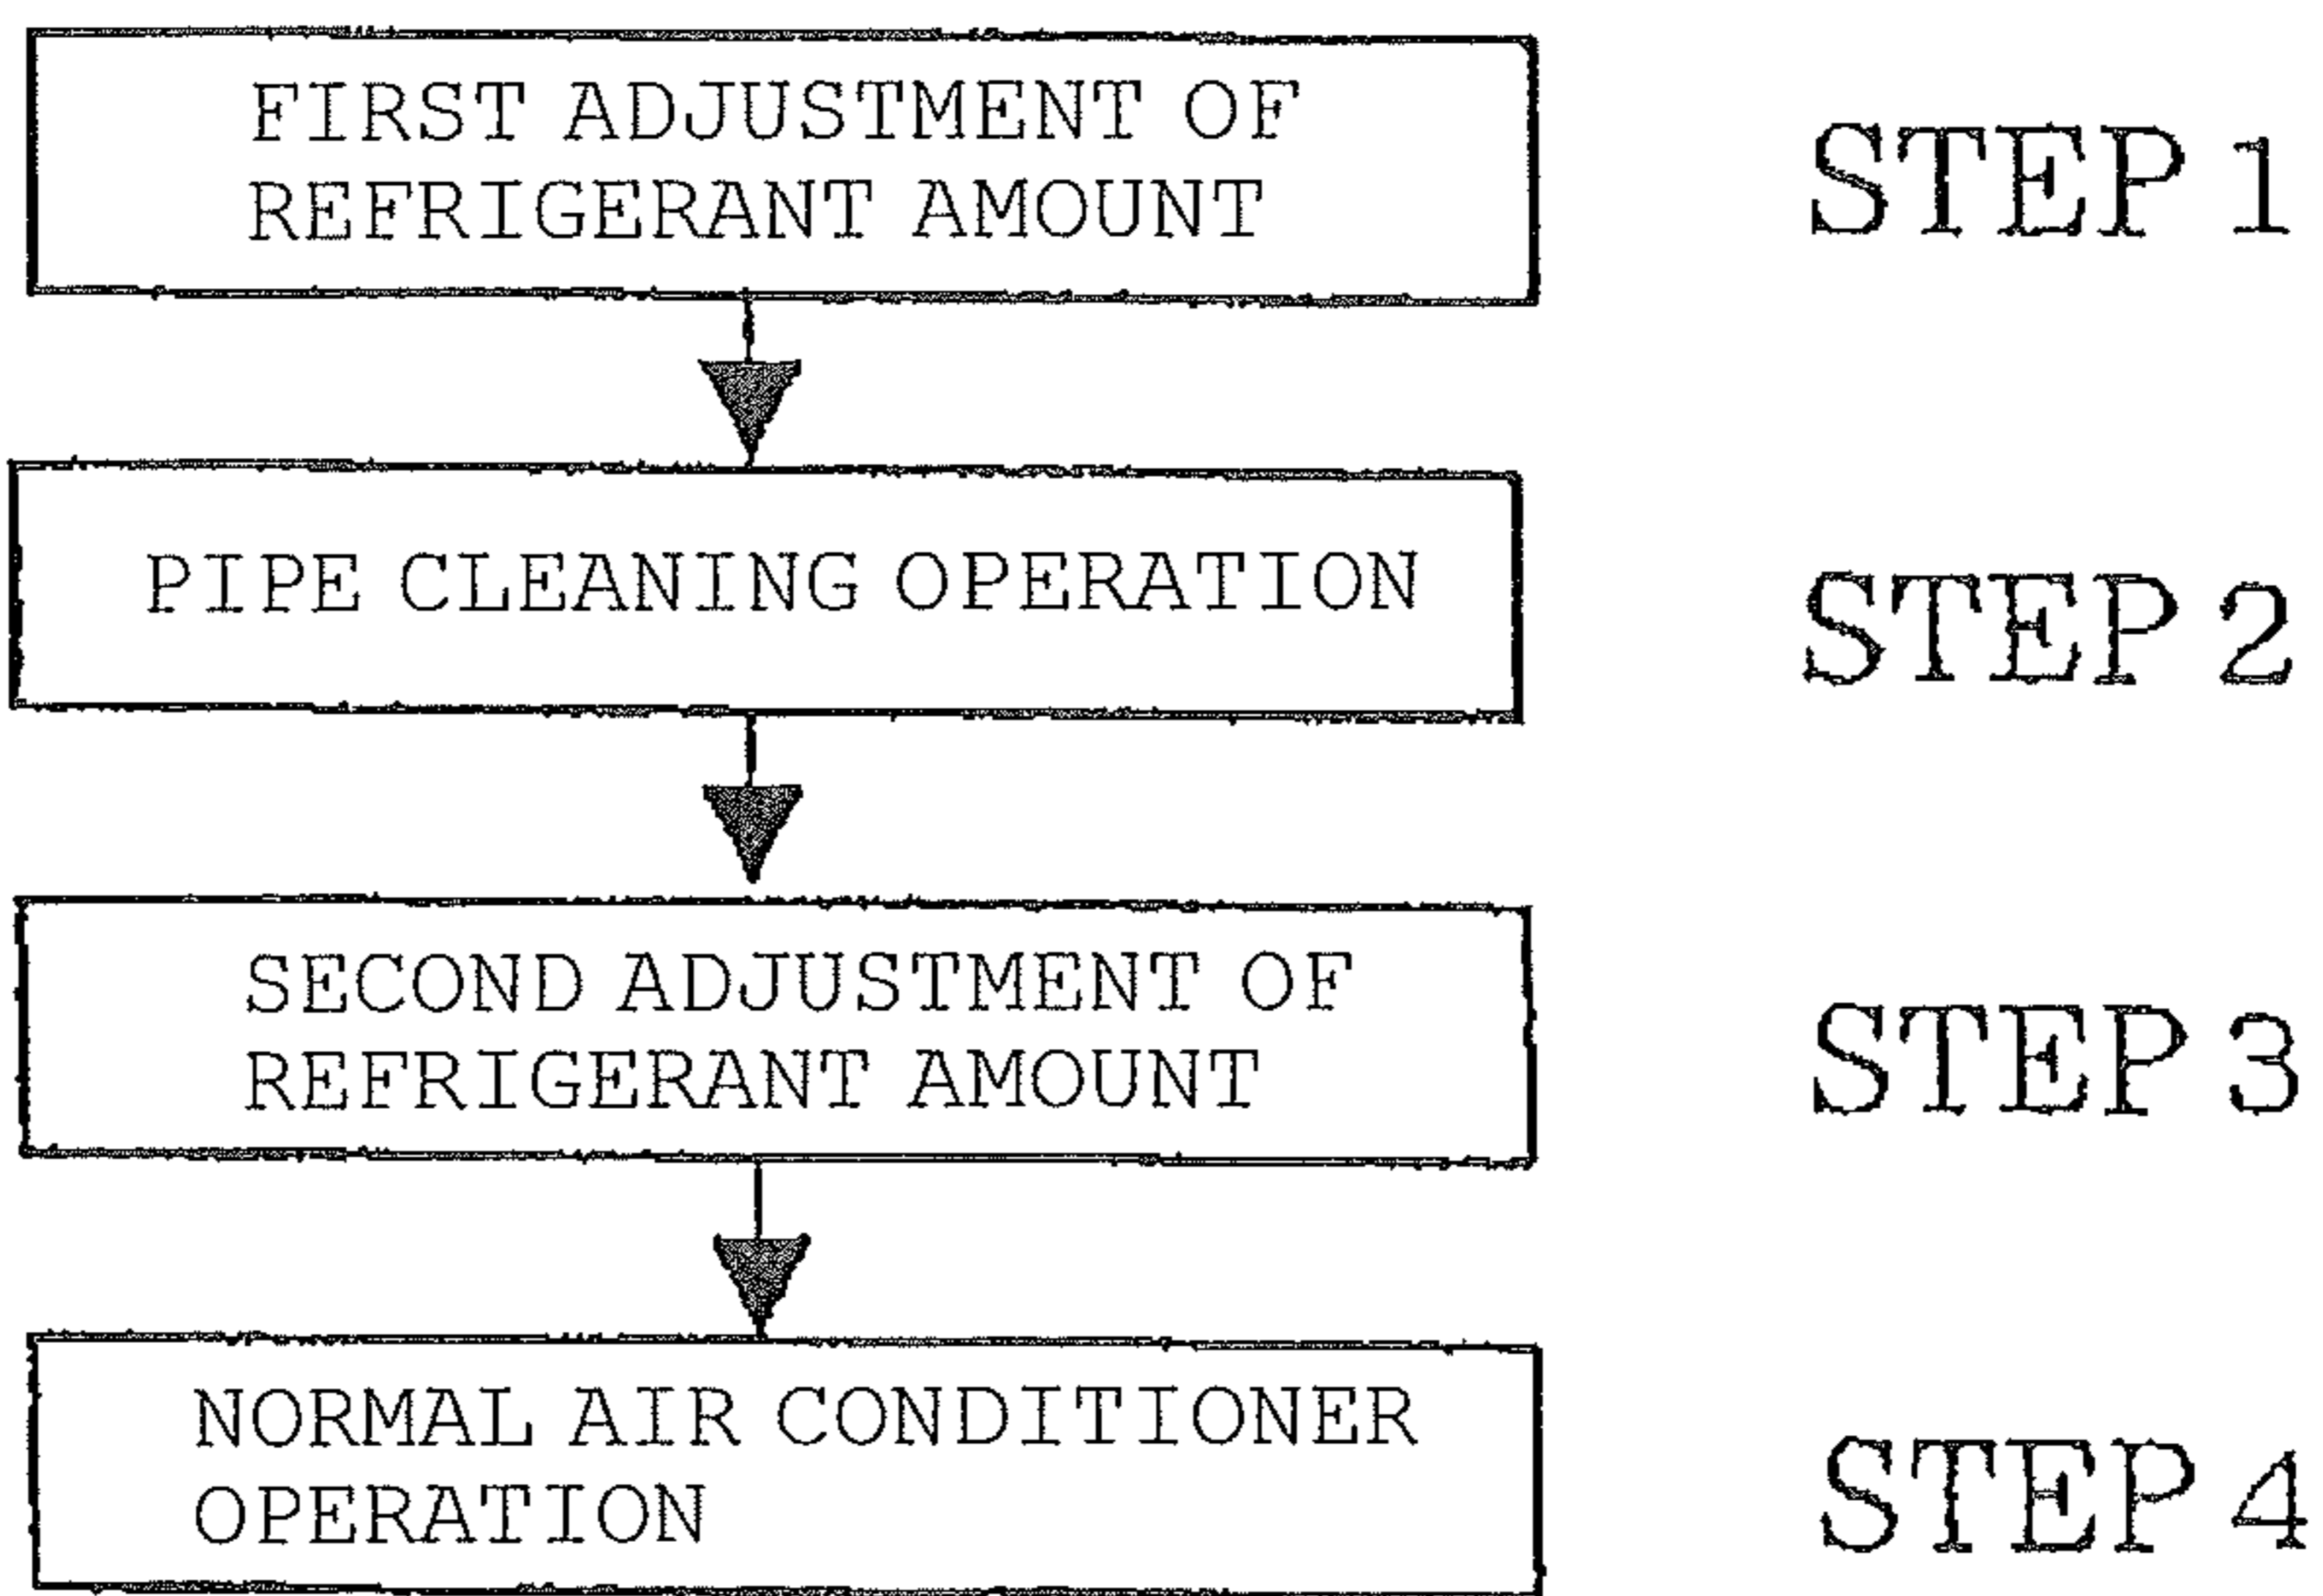 FIRST ADJUSTMENT OF
REFRIGERANT AMOUNT
STEP 1
PIPE CLEANING OPERATION
STEP 2
SECOND ADJUSTMENT OF
REFRIGERANT AMOUNT
STEP 3
NORMAL AIR CONDITIONER
OPERATION
STEP 4